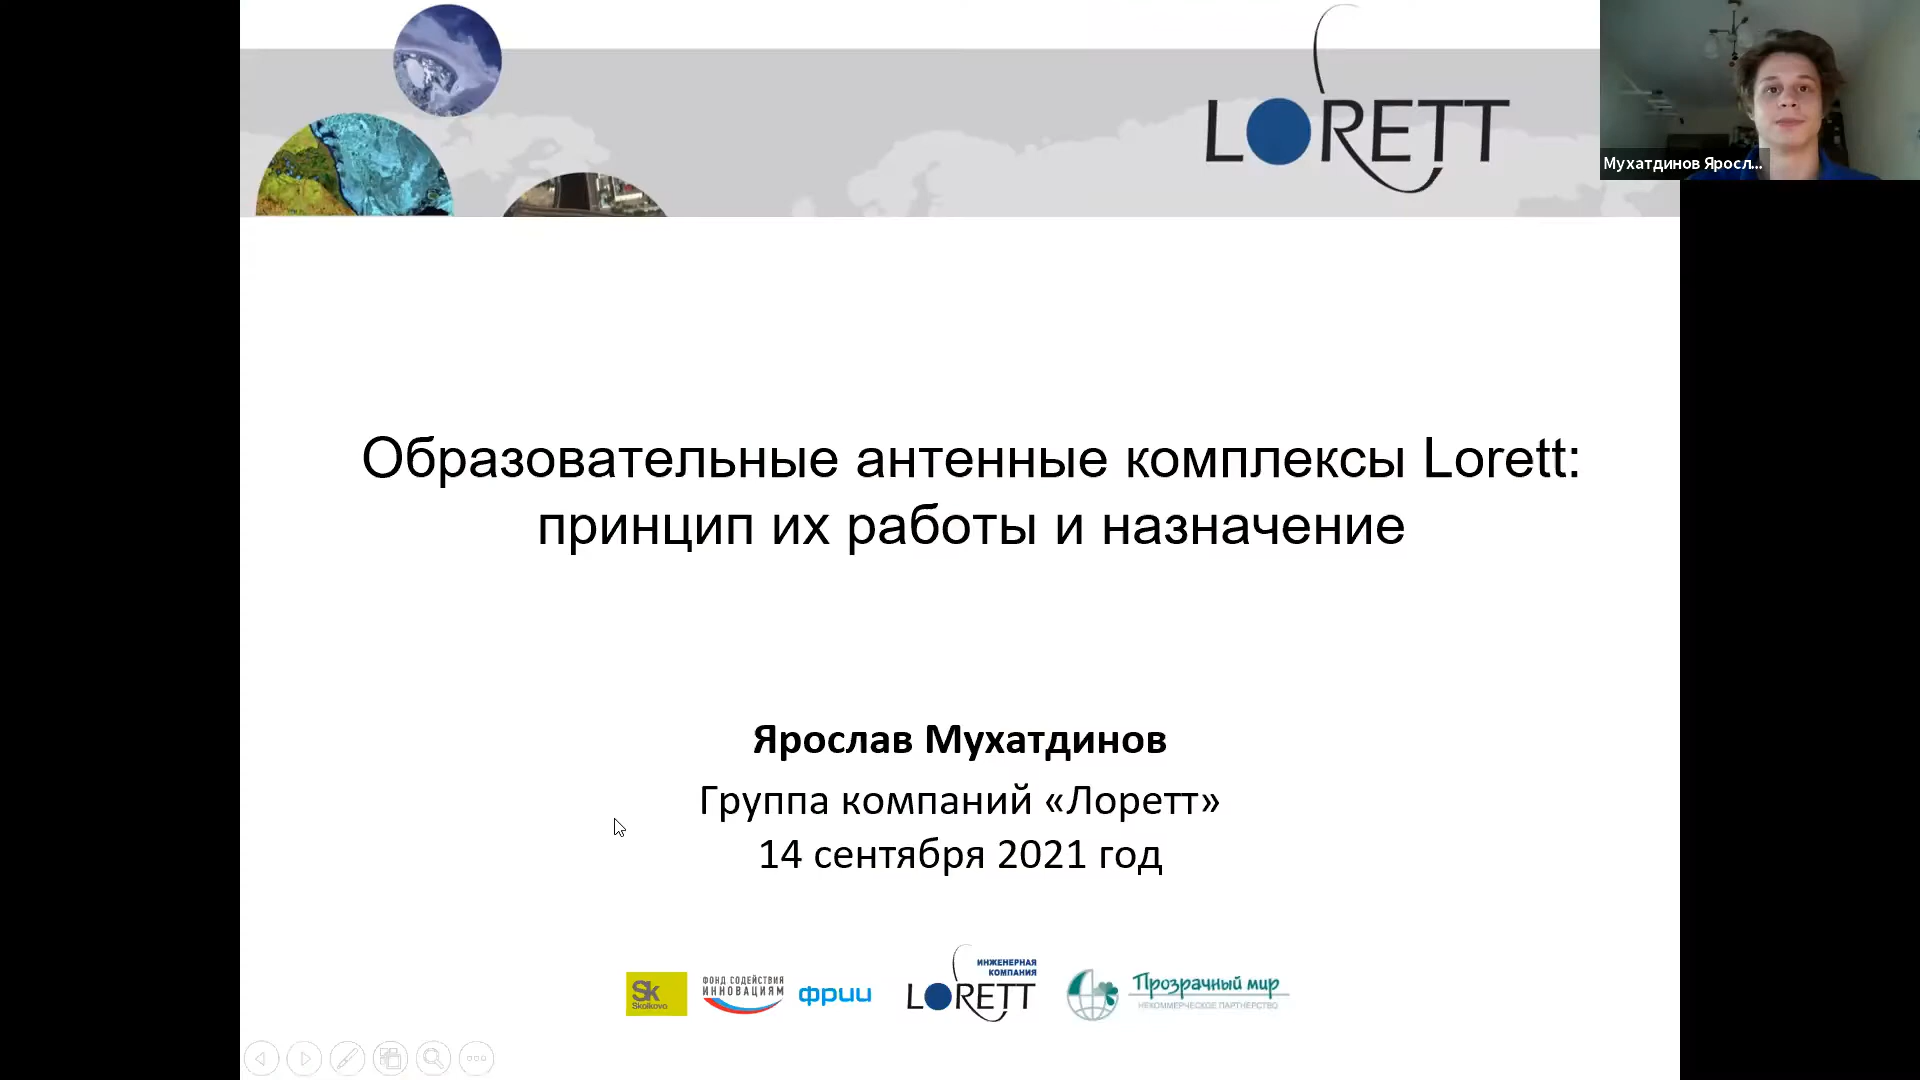 LORETT
Мухатдинов Яросл...
Образовательные антенные комплексы Lorett:
принцип их работы и назначение
Ярослав Мухатдинов
Группа компаний «Лоретт»
14 сентября 2021 год
Sk
Skolkovo
ФОНД СОДЕЙСТВИЯ
ИННОВАЦИЯМ
фрии
ИНЖЕНЕРНАЯ
КОМПАНИЯ
LORETT
Прозрачный мир
НЕКОММЕРЧЕСКОЕ ПАРТНЕРСТВО